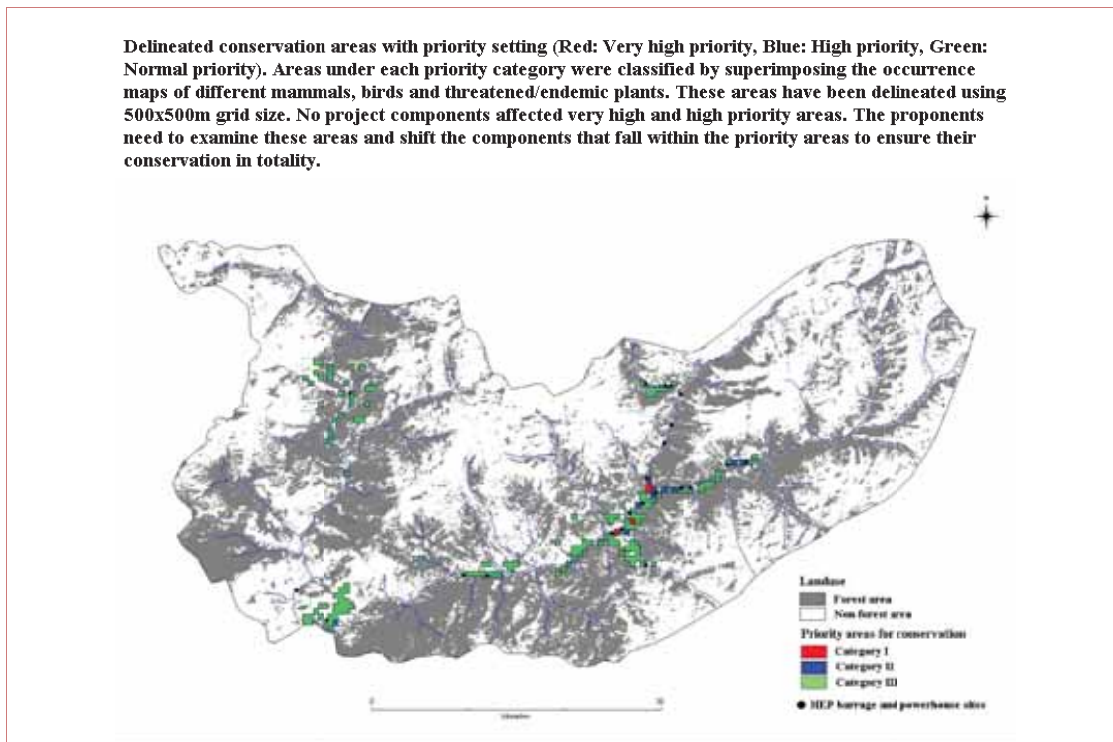 Delineated conservation areas with priority setting (Red: Very high priority, Blue: High priority, Green:
Normal priority). Areas under each priority category were classified by superimposing the occurrence
maps of different mammals, birds and threatened/endemic plants. These areas have been delineated using
500x500m grid size. No project components affected very high and high priority areas. The proponents
need to examine these areas and shift the components that fall within the priority areas to ensure their
conservation in totality.
Landuse
Forest area
Non forest area
Priority areas for conservation
Category I
Category II
Category III
HEP barrage and powerhouse sites